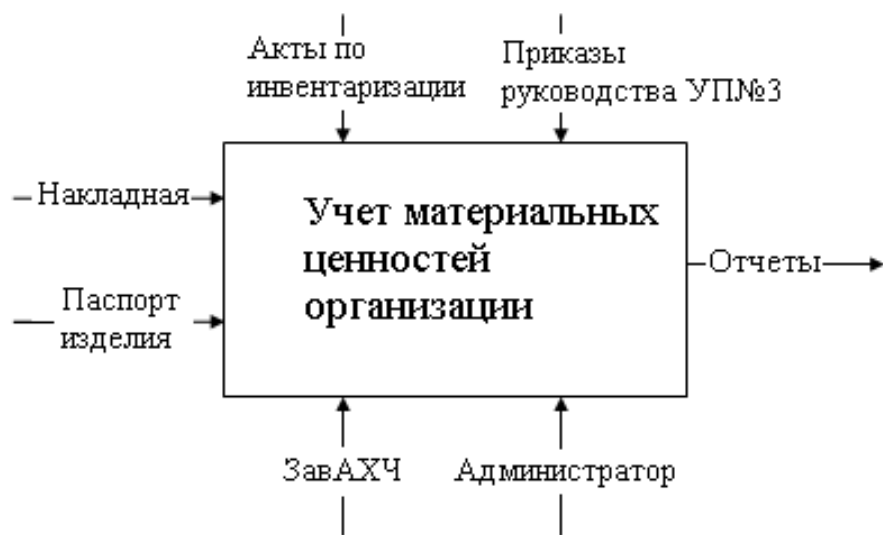 Акты по
инвентаризации
Приказы
руководства УП№3
Накладная
Учет материальных
ценностей
организации
Отчеты
Паспорт
изделия
ЗавАХЧ
Администратор